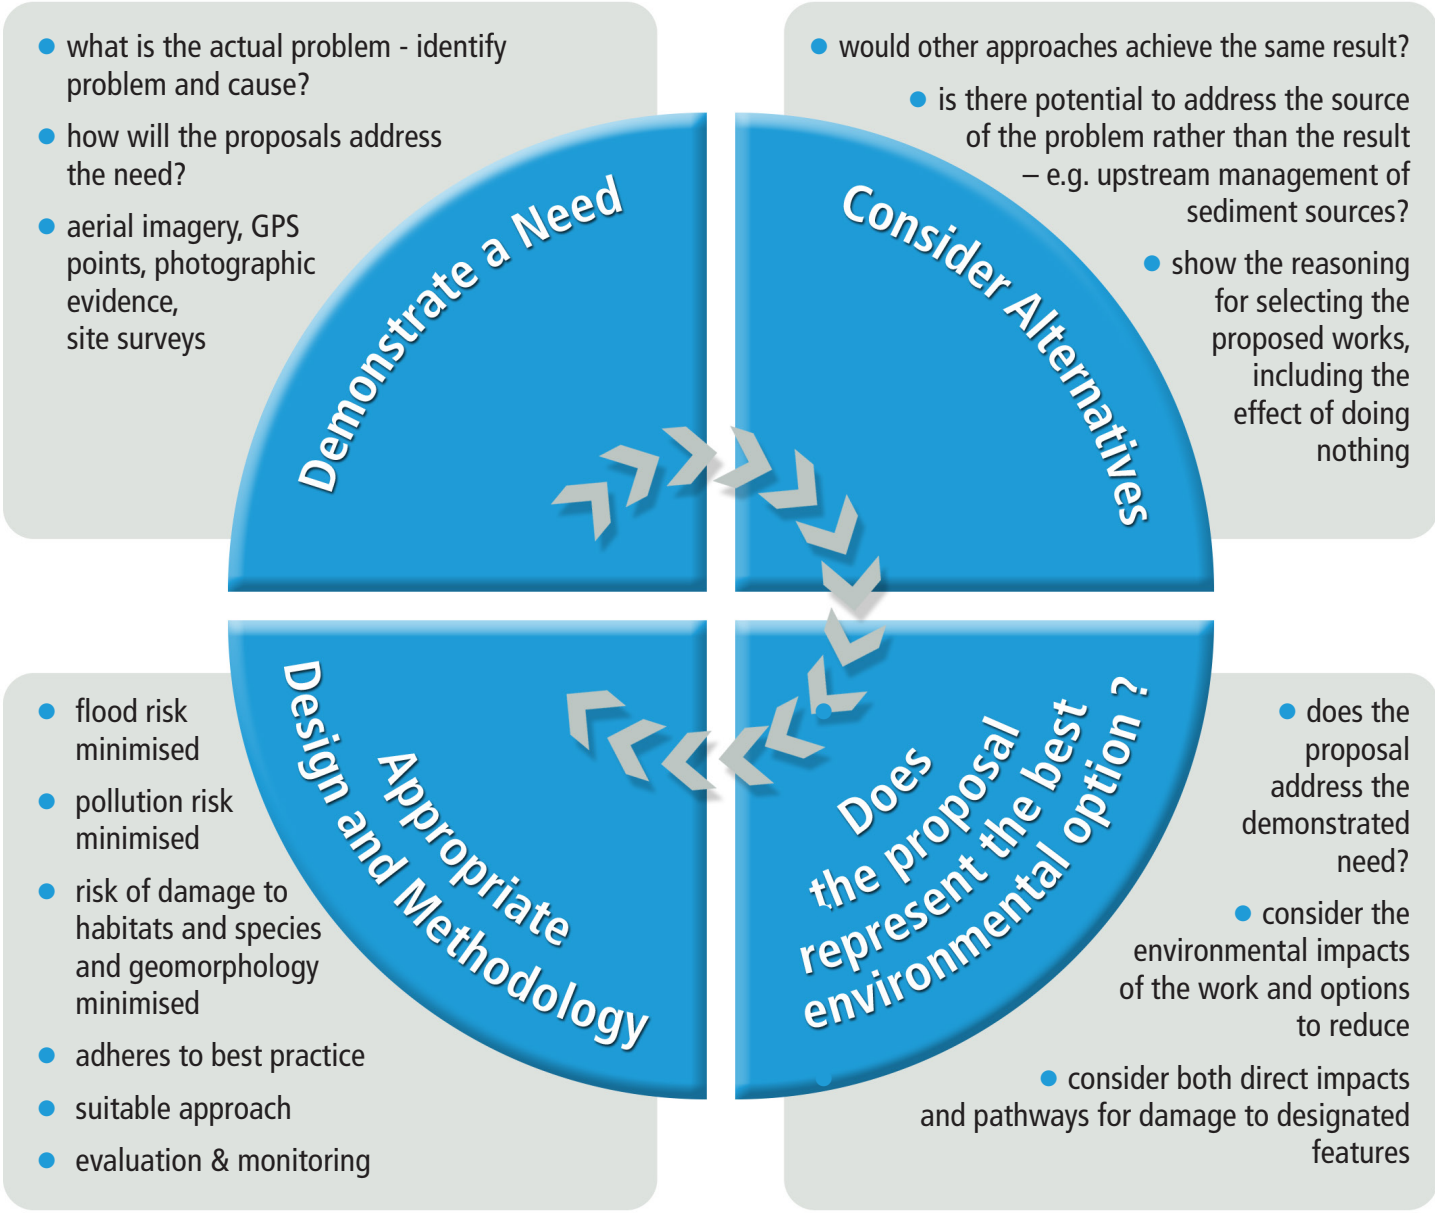 • what is the actual problem - identify
problem and cause?
• how will the proposals address
the need?
• aerial imagery, GPS
points, photographic
evidence,
site surveys
Demonstrate a Need
• would other approaches achieve the same result?
• is there potential to address the source
of the problem rather than the result
– e.g. upstream management of
sediment sources?
• show the reasoning
for selecting the
proposed works,
including the
effect of doing
nothing
Consider Alternatives
• does the
proposal
address the
demonstrated
need?
• consider the
environmental impacts
of the work and options
to reduce
• consider both direct impacts
and pathways for damage to designated
features
Does
the proposal
represent the best
environmental option ?
• flood risk
minimised
• pollution risk
minimised
• risk of damage to
habitats and species
and geomorphology
minimised
• adheres to best practice
• suitable approach
• evaluation & monitoring
Appropriate
Design and Methodology